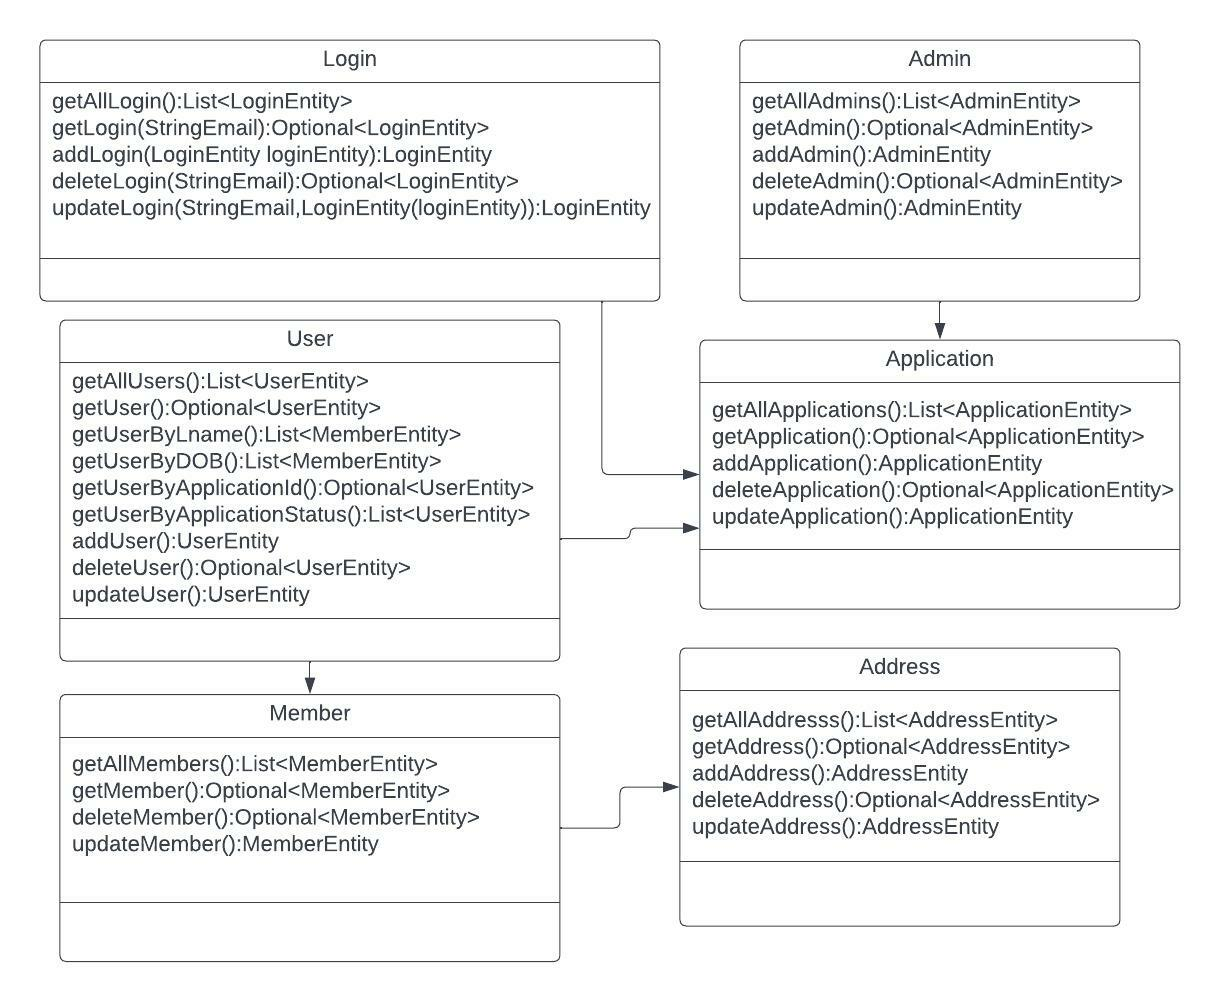 Login
getAllLogin():List<LoginEntity>
getLogin(StringEmail):Optional<LoginEntity>
addLogin(LoginEntity loginEntity):LoginEntity
deleteLogin(StringEmail):Optional<LoginEntity>
updateLogin(StringEmail,LoginEntity(loginEntity)):LoginEntity
Admin
getAllAdmins():List<AdminEntity>
getAdmin():Optional<AdminEntity>
addAdmin():AdminEntity
deleteAdmin():Optional<AdminEntity>
updateAdmin():AdminEntity
User
getAllUsers():List<UserEntity>
getUser():Optional<UserEntity>
getUserByLname():List<MemberEntity>
getUserByDOB():List<MemberEntity>
getUserByApplicationId():Optional<UserEntity>
getUserByApplicationStatus():List<UserEntity>
addUser():UserEntity
deleteUser():Optional<UserEntity>
updateUser():UserEntity
Application
getAllApplications():List<ApplicationEntity>
getApplication():Optional<ApplicationEntity>
addApplication():ApplicationEntity
deleteApplication():Optional<ApplicationEntity>
updateApplication():ApplicationEntity
Member
getAllMembers():List<MemberEntity>
getMember():Optional<MemberEntity>
deleteMember():Optional<MemberEntity>
updateMember():MemberEntity
Address
getAllAddresss():List<AddressEntity>
getAddress():Optional<AddressEntity>
addAddress():AddressEntity
deleteAddress():Optional<AddressEntity>
updateAddress():AddressEntity